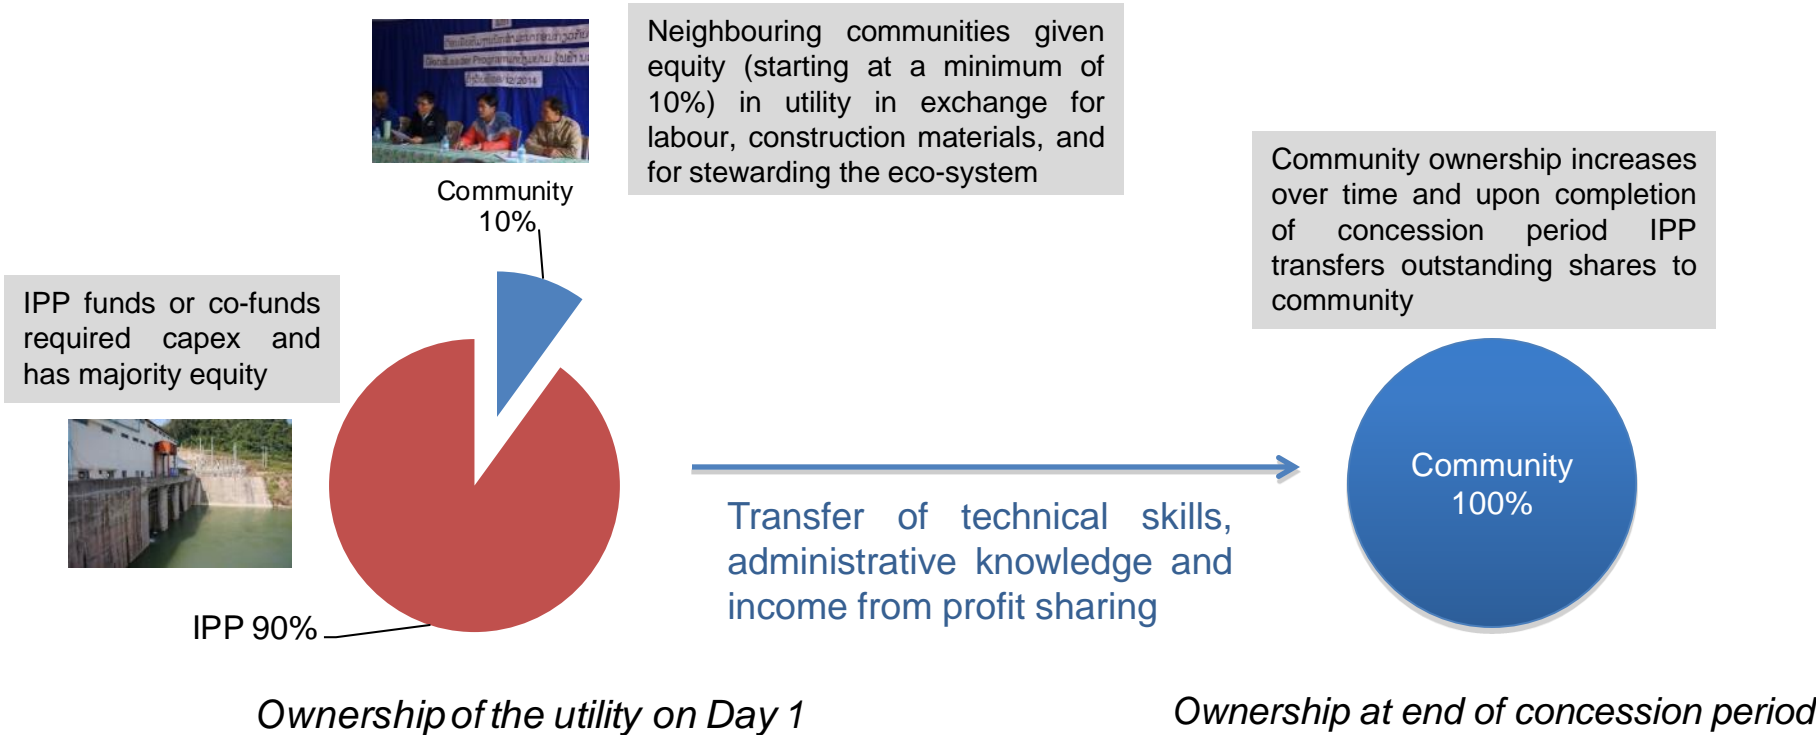 Neighbouring communities given
equity (starting at a minimum of
10%) in utility in exchange for
labour, construction materials, and
for stewarding the eco-system
Community
10%
IPP funds or co-funds
required capex and
has majority equity
IPP 90%
Ownership of the utility on Day 1
Transfer of technical skills,
administrative knowledge and
income from profit sharing
Community ownership increases
over time and upon completion
of concession period IPP
transfers outstanding shares to
community
Community
100%
Ownership at end of concession period